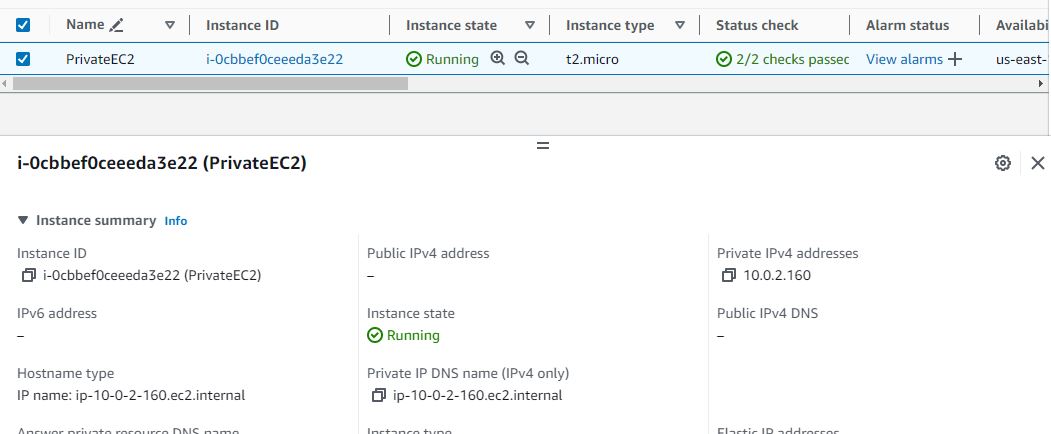 Name Instance ID Instance state Instance type Status check Alarm status Availabi
PrivateEC2 i-0cbbef0ceeeda3e22 Running t2.micro 2/2 checks passec View alarms + us-east-
i-0cbbef0ceeeda3e22 (PrivateEC2)
Instance summary Info
Instance ID Public IPv4 address Private IPv4 addresses
i-0cbbef0ceeeda3e22 (PrivateEC2) – 10.0.2.160
IPv6 address Instance state Public IPv4 DNS
– Running –
Hostname type Private IP DNS name (IPv4 only)
IP name: ip-10-0-2-160.ec2.internal ip-10-0-2-160.ec2.internal
Answer private resource DNS name Instance type Elastic IP addresses